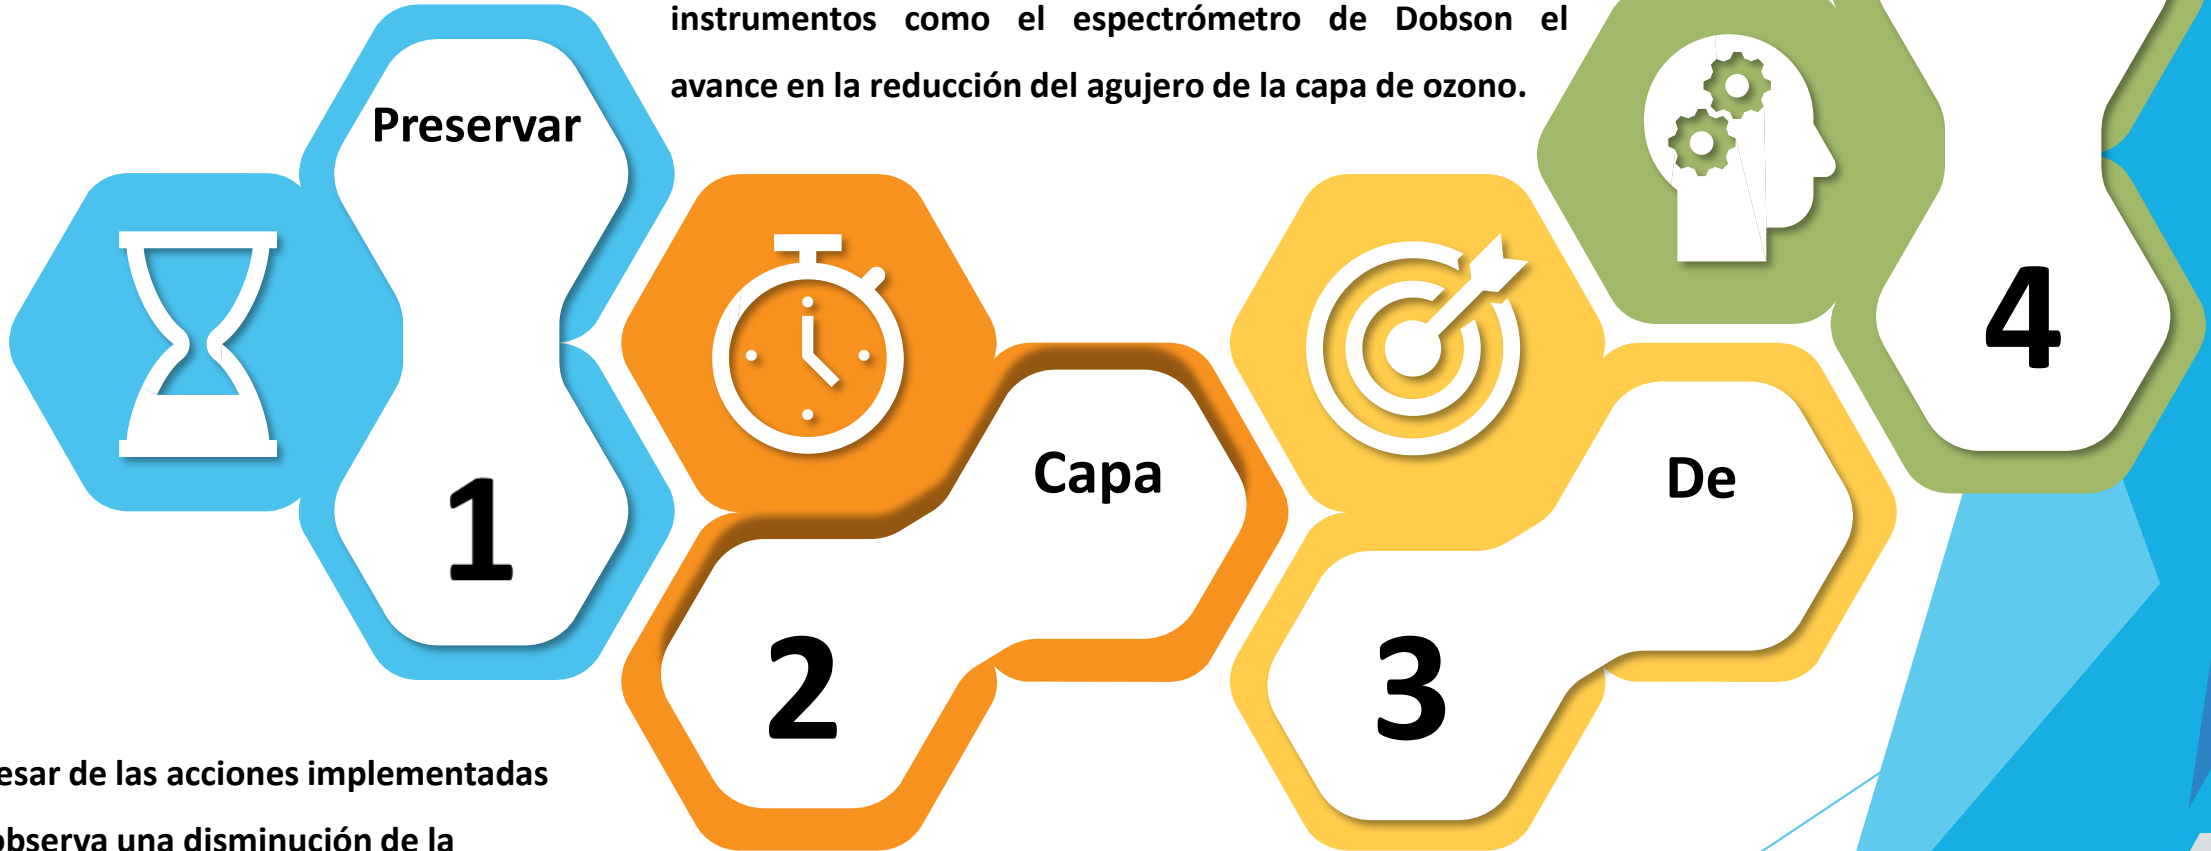 instrumentos como el espectrómetro de Dobson el
avance en la reducción del agujero de la capa de ozono.
Preservar
1
Capa
2
De
3
4
esar de las acciones implementadas
observa una disminución de la